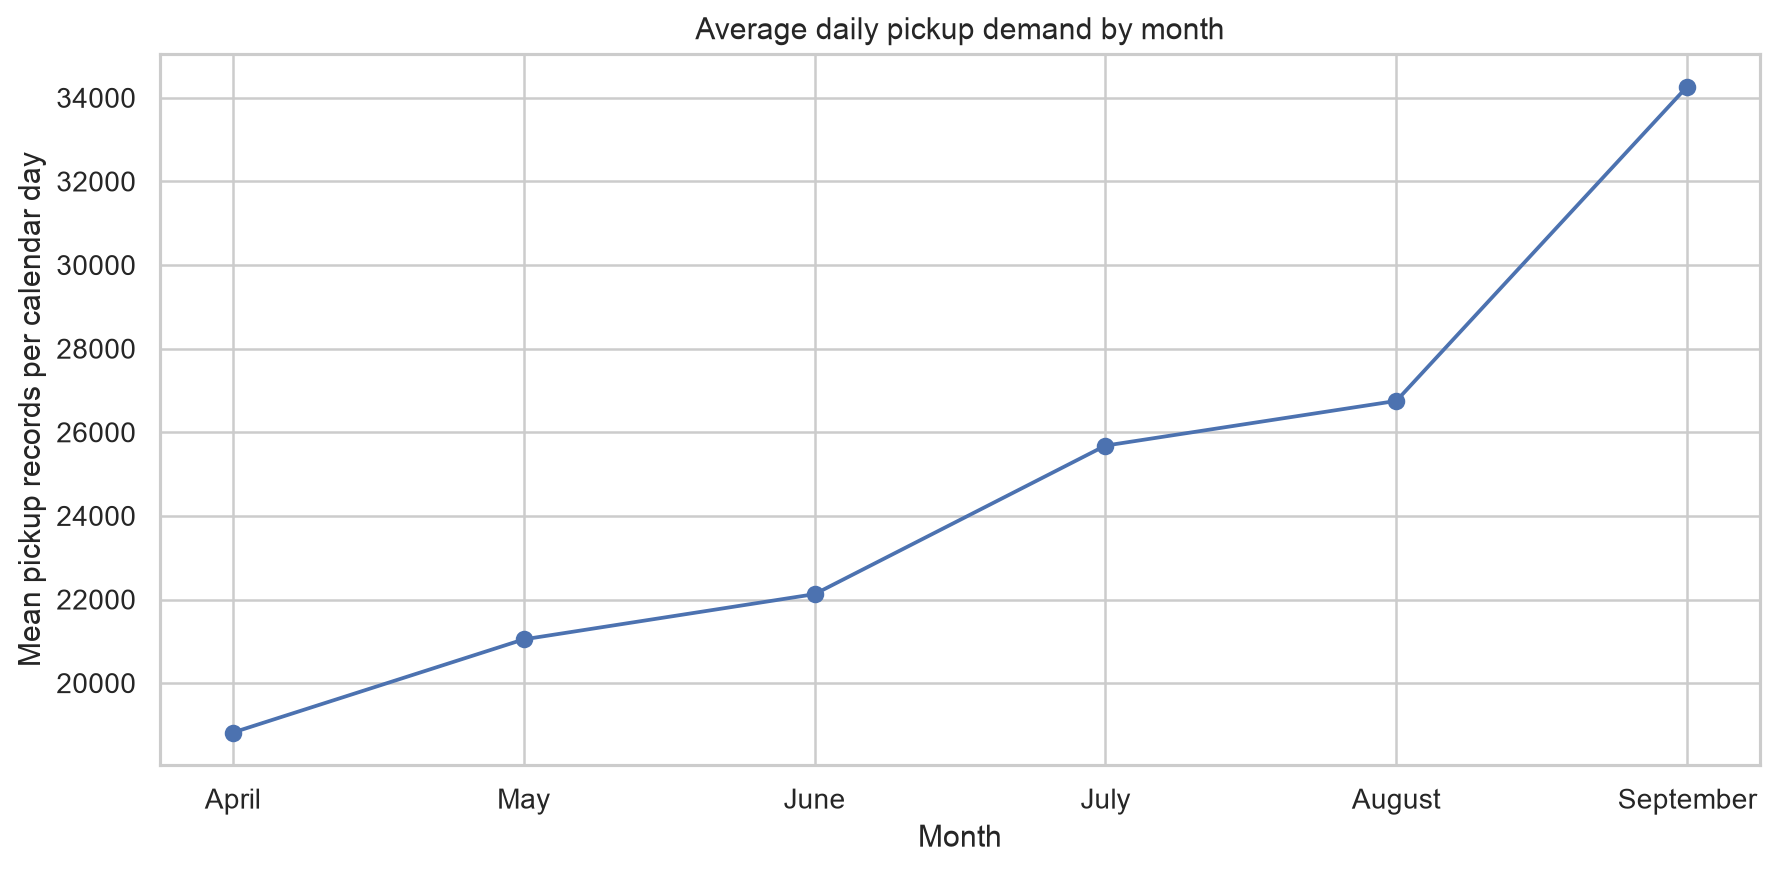 Average daily pickup demand by month
Mean pickup records per calendar day
34000
32000
30000
28000
26000
24000
22000
20000
April May June July August September
Month